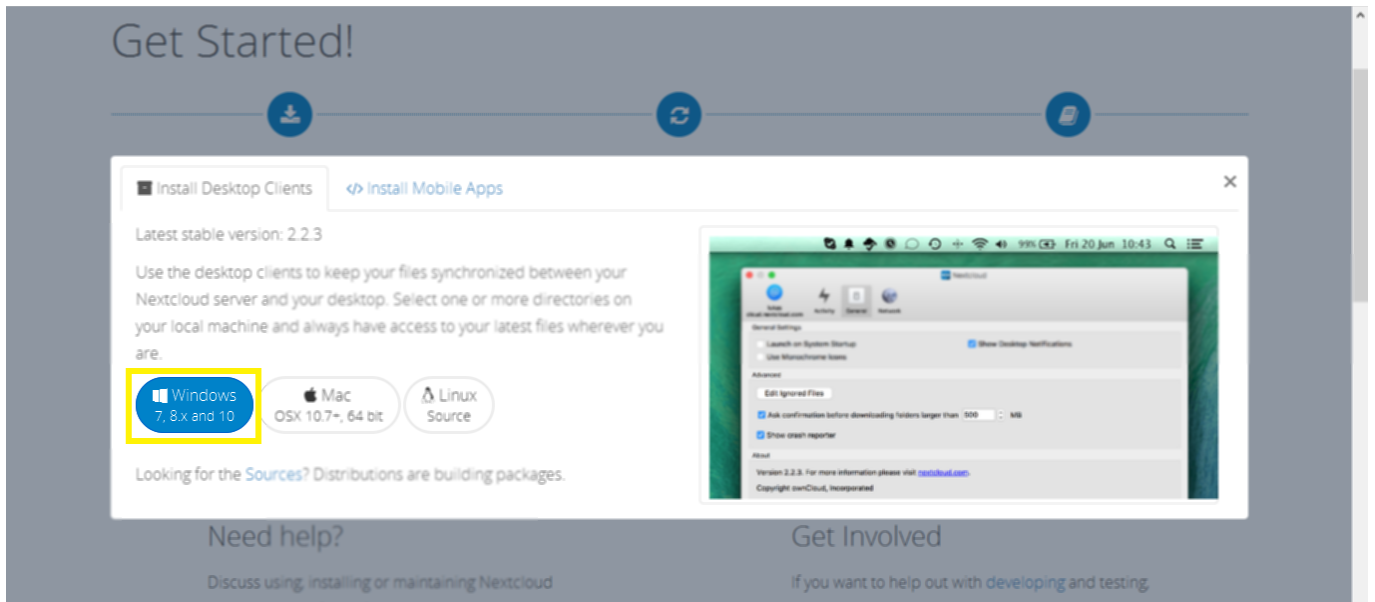 Get Started!
Install Desktop Clients
</> Install Mobile Apps
×
Latest stable version: 2.2.3
Use the desktop clients to keep your files synchronized between your
Nextcloud server and your desktop. Select one or more directories on
your local machine and always have access to your latest files wherever you
are.
Windows
7, 8.x and 10
Mac
OSX 10.7+, 64 bit
Linux
Source
Looking for the Sources? Distributions are building packages.
99% Fri 20 Jun 10:43
Nextcloud
cloud.nextcloud.com
Activity
General
Network
General Settings
Launch on System Startup
Show Desktop Notifications
Use Monochrome Icons
Advanced
Edit Ignored Files
Ask confirmation before downloading folders larger than 500 MB
Show crash reporter
About
Version 2.2.3. For more information please visit nextcloud.com.
Copyright ownCloud, Incorporated
Need help?
Discuss using, installing or maintaining Nextcloud
Get Involved
If you want to help out with developing and testing,